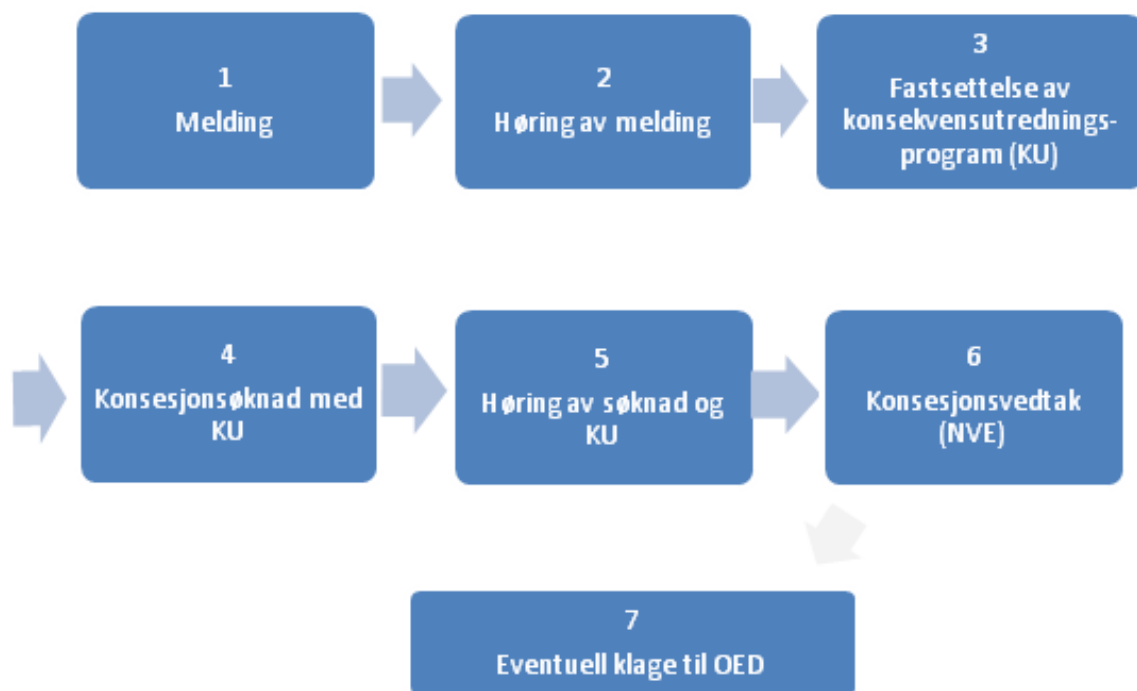 1
Melding
2
Høring av melding
3
Fastsettelse av
konsekvensutrednings-
program (KU)
4
Konsesjonsøknad med
KU
5
Høring av søknad og
KU
6
Konsesjonsvedtak
(NVE)
7
Eventuell klage til OED